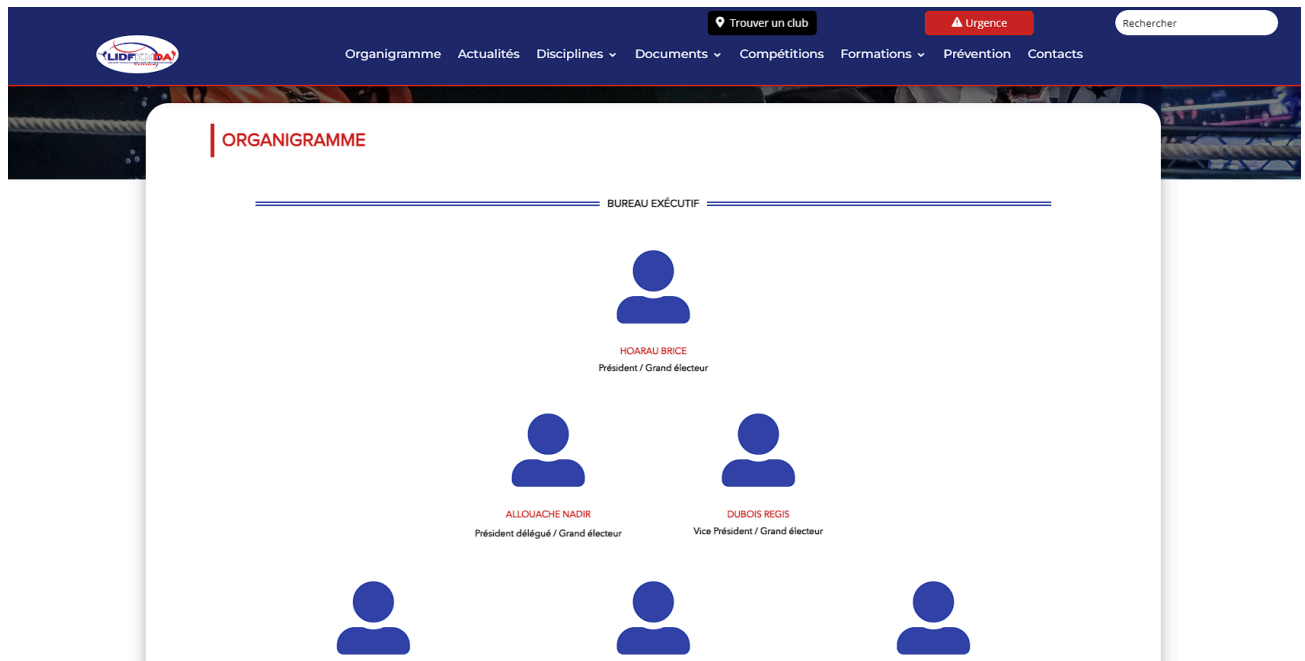 Trouver un club
Urgence
Rechercher
LIDFKMDA
Organigramme Actualités Disciplines Documents Compétitions Formations Prévention Contacts
ORGANIGRAMME
BUREAU EXÉCUTIF
HOARAU BRICE
Président / Grand électeur
ALLOUACHE NADIR
Président délégué / Grand électeur
DUBOIS REGIS
Vice Président / Grand électeur